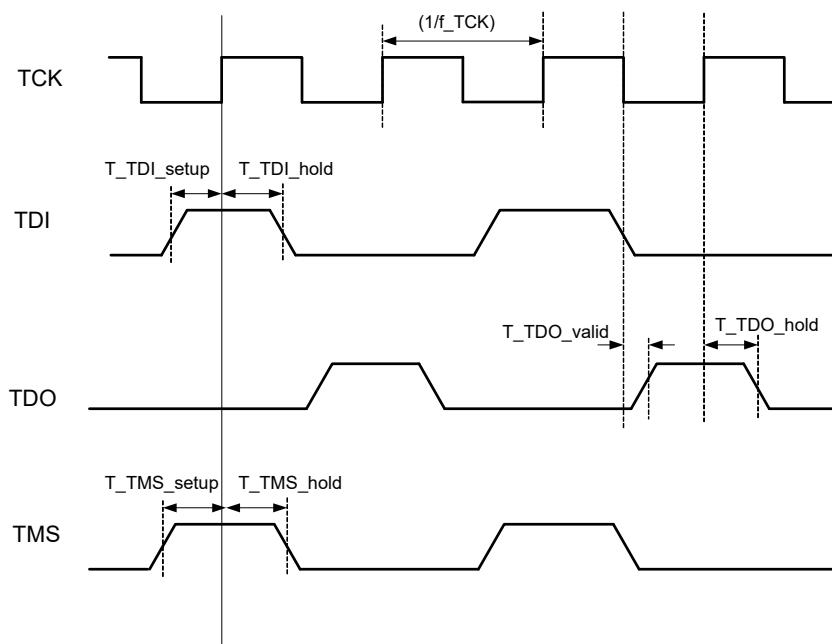 (1/f_TCK)
TCK
T_TDI_setup
T_TDI_hold
TDI
T_TDO_valid
T_TDO_hold
TDO
T_TMS_setup
T_TMS_hold
TMS